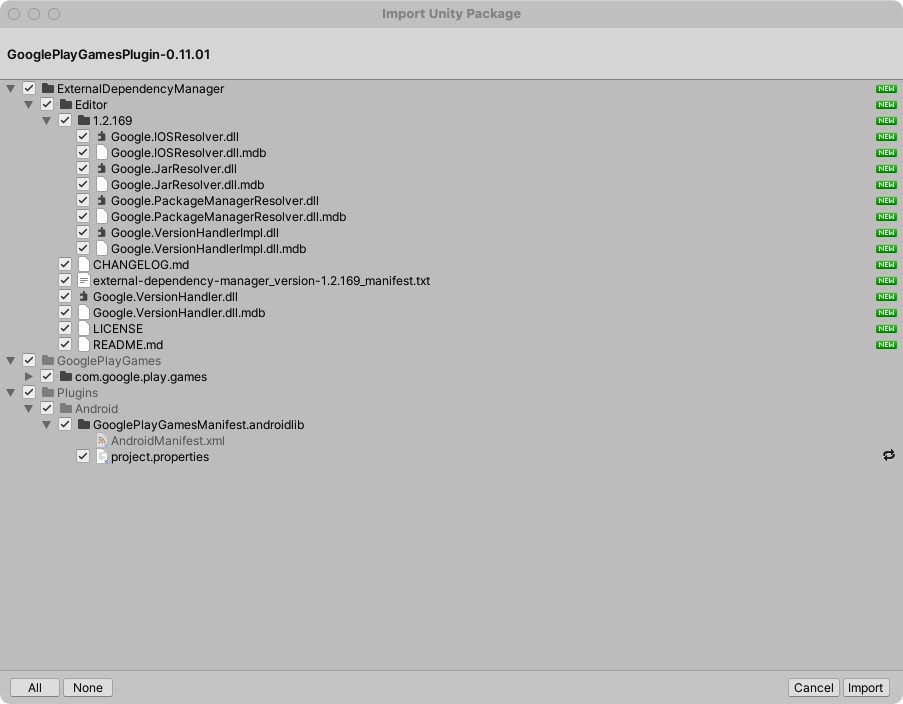 Import Unity Package
GooglePlayGamesPlugin-0.11.01
ExternalDependencyManager NEW
Editor NEW
1.2.169 NEW
Google.IOSResolver.dll NEW
Google.IOSResolver.dll.mdb NEW
Google.JarResolver.dll NEW
Google.JarResolver.dll.mdb NEW
Google.PackageManagerResolver.dll NEW
Google.PackageManagerResolver.dll.mdb NEW
Google.VersionHandlerImpl.dll NEW
Google.VersionHandlerImpl.dll.mdb NEW
CHANGELOG.md NEW
external-dependency-manager_version-1.2.169_manifest.txt NEW
Google.VersionHandler.dll NEW
Google.VersionHandler.dll.mdb NEW
LICENSE NEW
README.md NEW
GooglePlayGames
com.google.play.games
Plugins
Android
GooglePlayGamesManifest.androidlib
AndroidManifest.xml
project.properties
All None Cancel Import